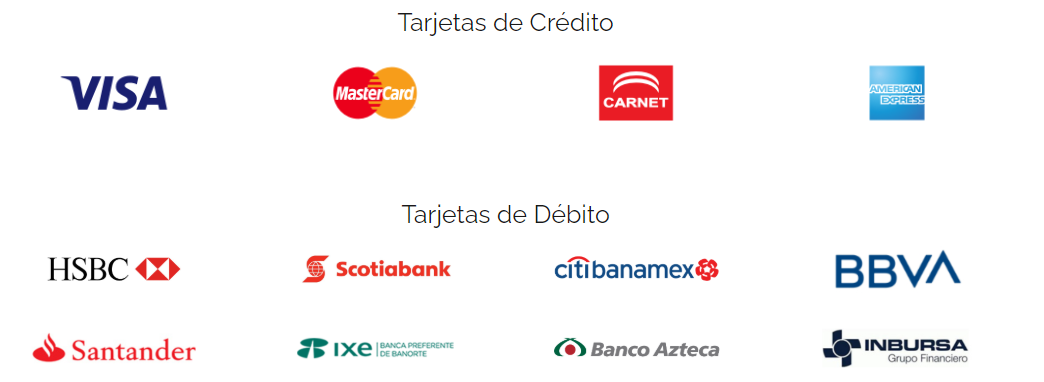 Tarjetas de Crédito
VISA
MasterCard
CARNET
AMERICAN
EXPRESS
Tarjetas de Débito
HSBC
Scotiabank
citibanamex
BBVA
Santander
IXE
BANCA PREFERENTE
DE BANORTE
Banco Azteca
INBURSA
Grupo Financiero